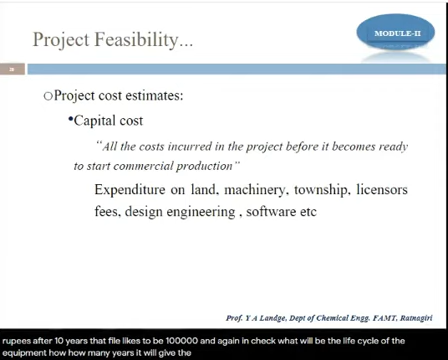 Project Feasibility...
MODULE-II
Project cost estimates:
•Capital cost
"All the costs incurred in the project before it becomes ready
to start commercial production"
Expenditure on land, machinery, township, licensors
fees, design engineering , software etc
Prof. Y A Landge, Dept of Chemical Engg. FAMT, Ratnagiri
rupees after 10 years that file likes to be 100000 and again in check what will be the life cycle of the
equipment how how many years it will give the